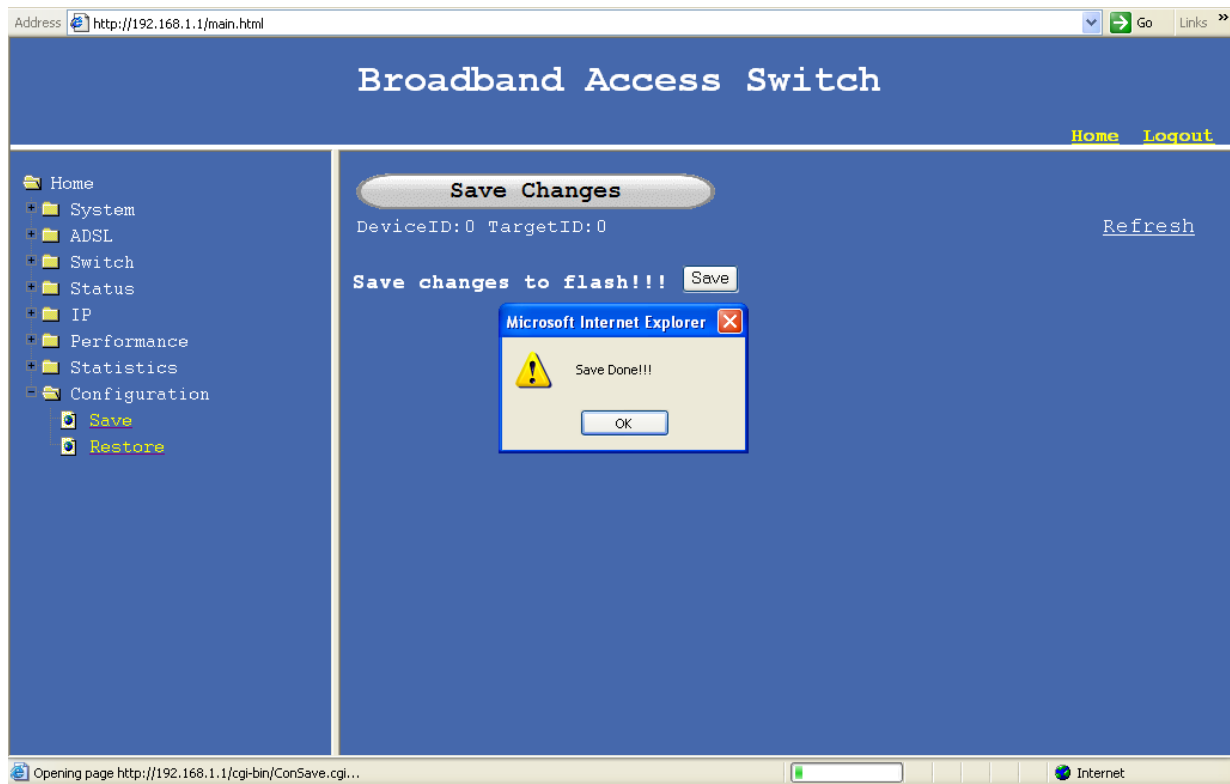 Address http://192.168.1.1/main.html Go Links »
Broadband Access Switch
Home Logout
Home
System
ADSL
Switch
Status
IP
Performance
Statistics
Configuration
Save
Restore
Save Changes
DeviceID:0 TargetID:0
Refresh
Save changes to flash!!! Save
Microsoft Internet Explorer
Save Done!!!
OK
Opening page http://192.168.1.1/cgi-bin/ConSave.cgi...
Internet